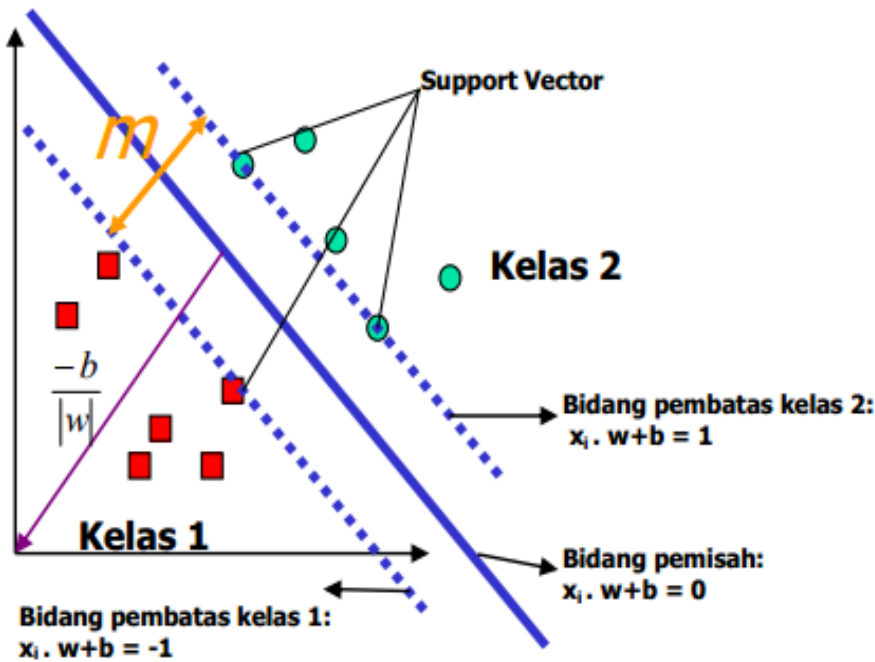 Support Vector
m
Kelas 2
-b
|w|
Bidang pembatas kelas 2:
xᵢ . w+b = 1
Kelas 1
Bidang pemisah:
xᵢ . w+b = 0
Bidang pembatas kelas 1:
xᵢ . w+b = -1